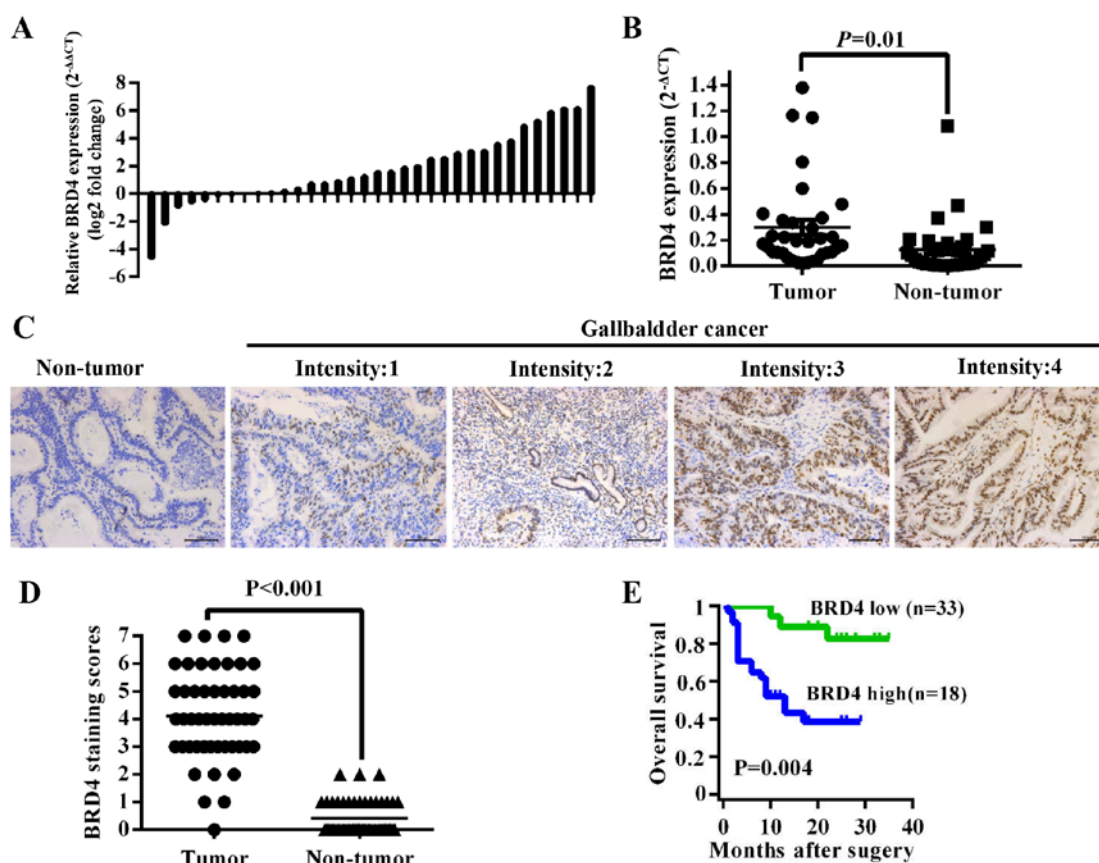 A
Relative BRD4 expression (2-ΔΔCT)
(log2 fold change)
8
6
4
2
0
-2
-4
-6
B
P=0.01
BRD4 expression (2-ΔCT)
1.4
1.2
1.0
0.8
0.6
0.4
0.2
0.0
Tumor Non-tumor
C
Gallbaldder cancer
Non-tumor Intensity:1 Intensity:2 Intensity:3 Intensity:4
D
P<0.001
BRD4 staining scores
7
6
5
4
3
2
1
0
Tumor Non-tumor
E
Overall survival
1
0.8
0.6
0.4
1
BRD4 low (n=33)
BRD4 high(n=18)
P=0.004
0 10 20 30 40
Months after sugery